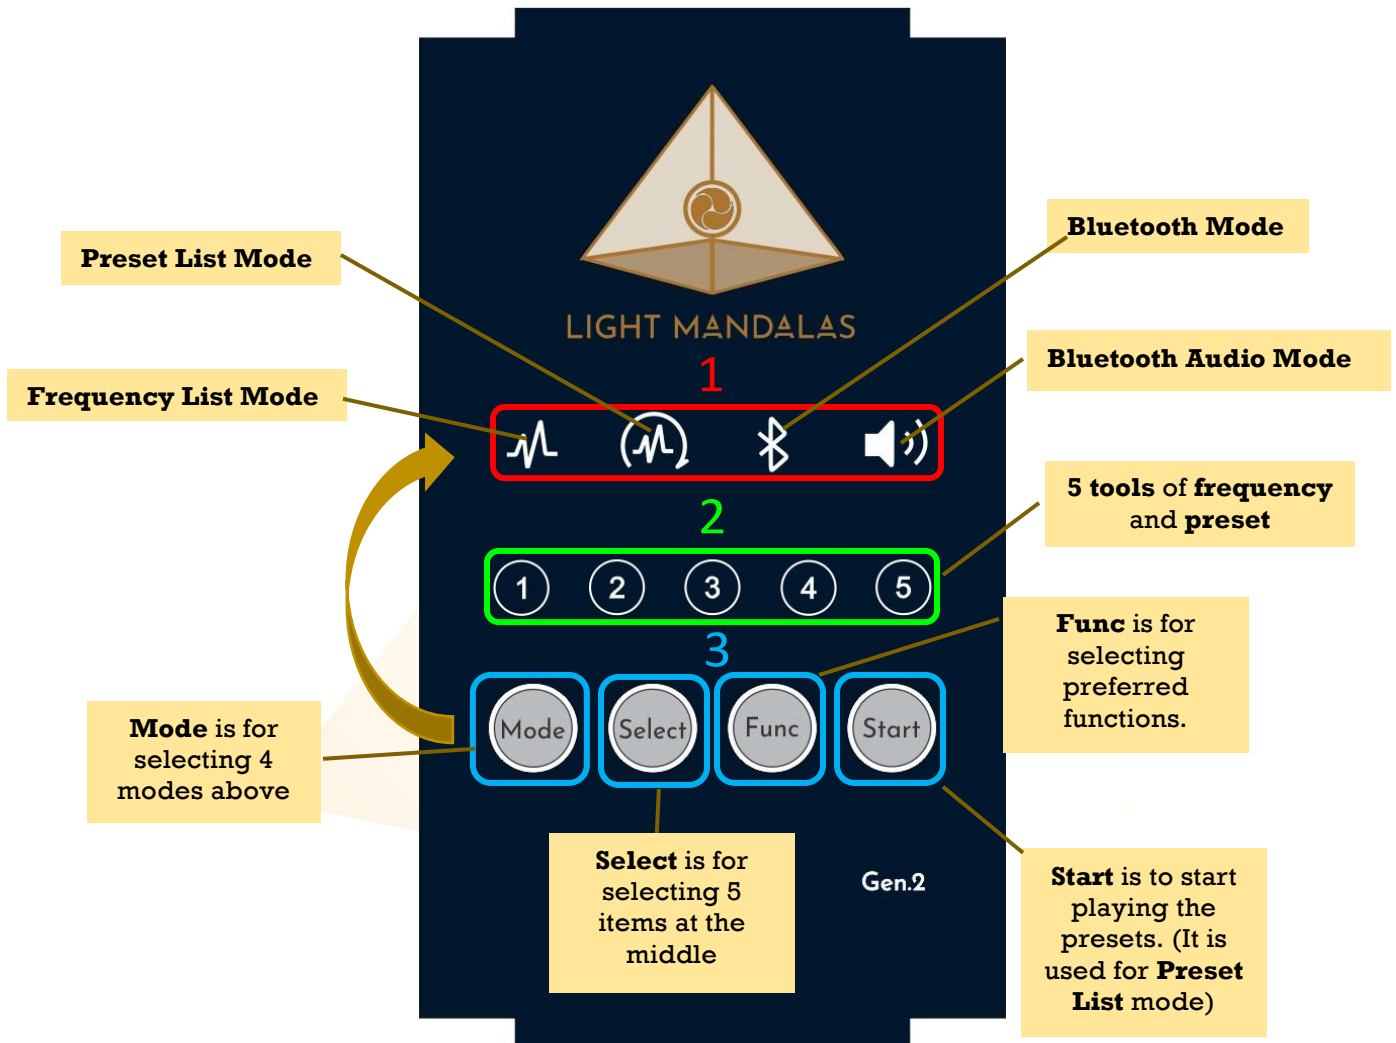 LIGHT MANDALAS
Preset List Mode
Bluetooth Mode
Bluetooth Audio Mode
Frequency List Mode
1
5 tools of frequency
and preset
2
1 2 3 4 5
Func is for
selecting
preferred
functions.
3
Mode Select Func Start
Mode is for
selecting 4
modes above
Select is for
selecting 5
items at the
middle
Gen.2
Start is to start
playing the
presets. (It is
used for Preset
List mode)